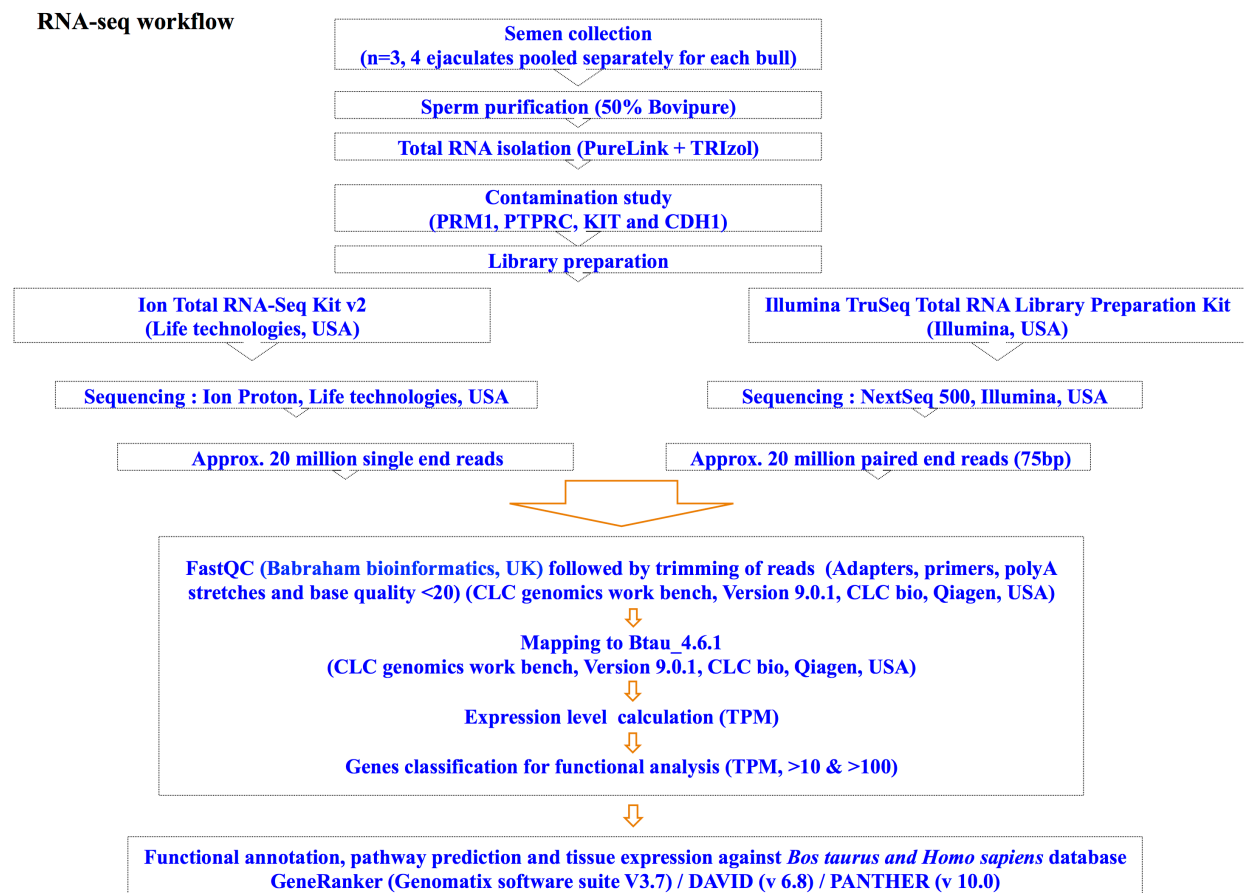 RNA-seq workflow
Semen collection
(n=3, 4 ejaculates pooled separately for each bull)
Sperm purification (50% Bovipure)
Total RNA isolation (PureLink + TRIzol)
Contamination study
(PRM1, PTPRC, KIT and CDH1)
Library preparation
Ion Total RNA-Seq Kit v2
(Life technologies, USA)
Illumina TruSeq Total RNA Library Preparation Kit
(Illumina, USA)
Sequencing : Ion Proton, Life technologies, USA
Sequencing : NextSeq 500, Illumina, USA
Approx. 20 million single end reads
Approx. 20 million paired end reads (75bp)
FastQC (Babraham bioinformatics, UK) followed by trimming of reads (Adapters, primers, polyA
stretches and base quality <20) (CLC genomics work bench, Version 9.0.1, CLC bio, Qiagen, USA)
Mapping to Btau_4.6.1
(CLC genomics work bench, Version 9.0.1, CLC bio, Qiagen, USA)
Expression level calculation (TPM)
Genes classification for functional analysis (TPM, >10 & >100)
Functional annotation, pathway prediction and tissue expression against Bos taurus and Homo sapiens database
GeneRanker (Genomatix software suite V3.7) / DAVID (v 6.8) / PANTHER (v 10.0)